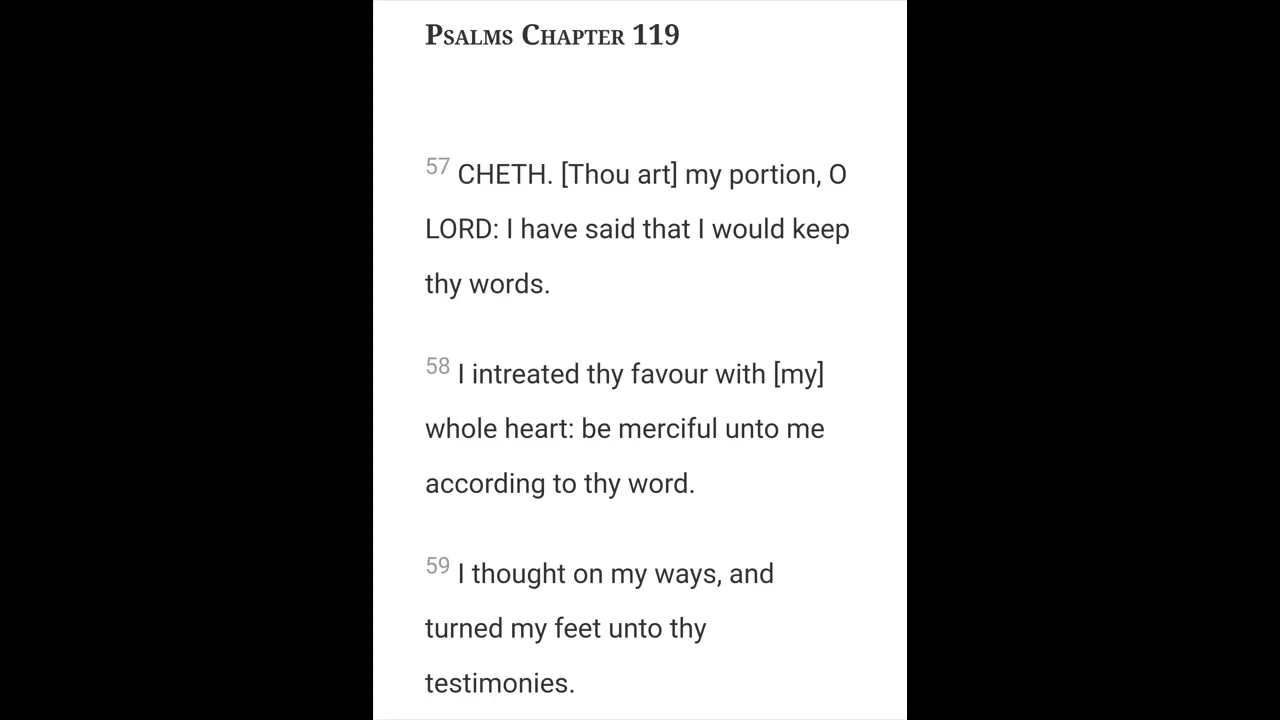 Psalms Chapter 119
57 CHETH. [Thou art] my portion, O
LORD: I have said that I would keep
thy words.
58 I intreated thy favour with [my]
whole heart: be merciful unto me
according to thy word.
59 I thought on my ways, and
turned my feet unto thy
testimonies.